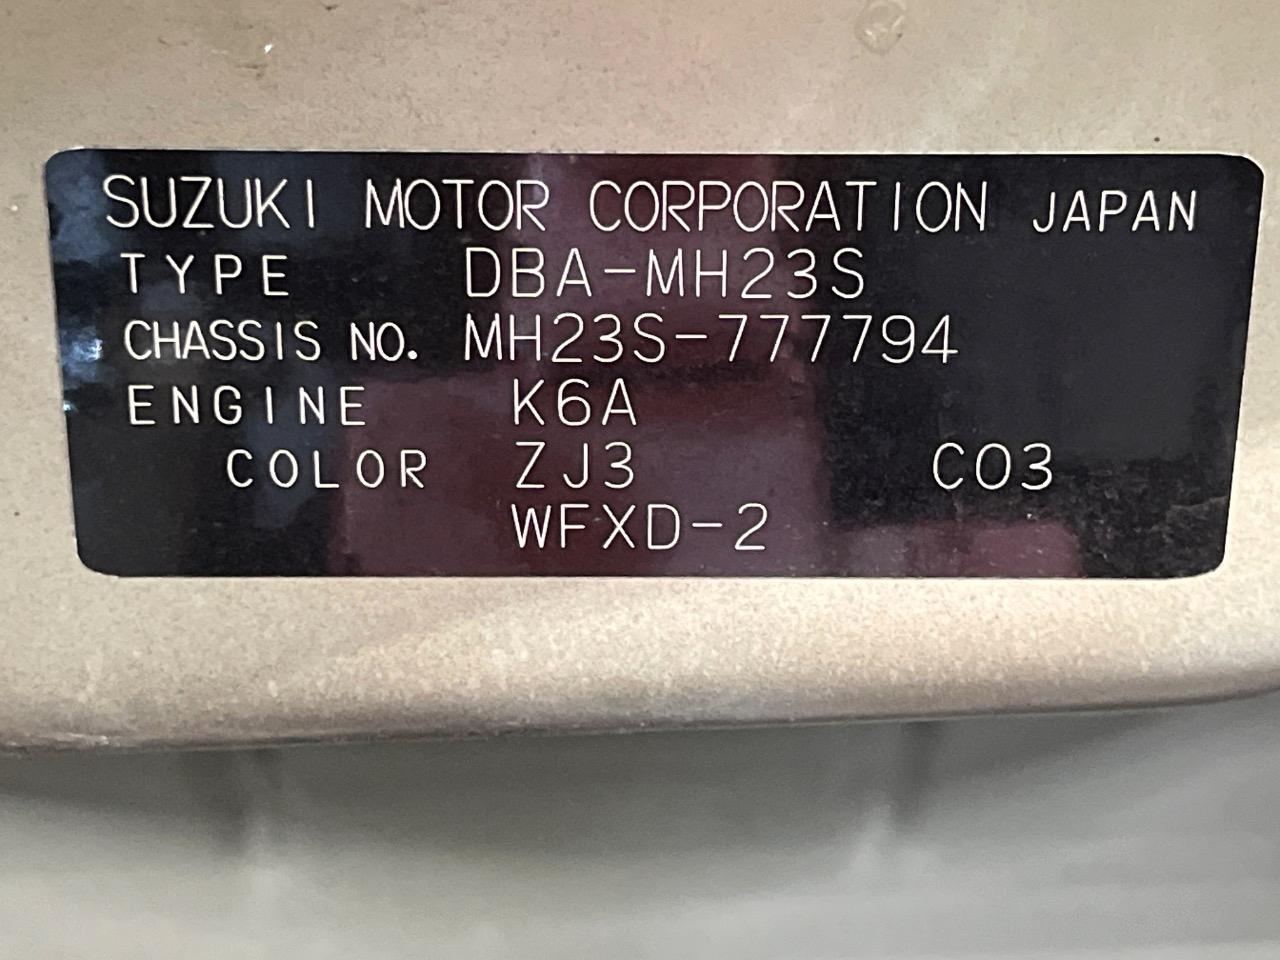 SUZUKI MOTOR CORPORATION JAPAN
TYPE DBA-MH23S
CHASSIS NO. MH23S-777794
ENGINE K6A
COLOR ZJ3 C03
WFXD-2